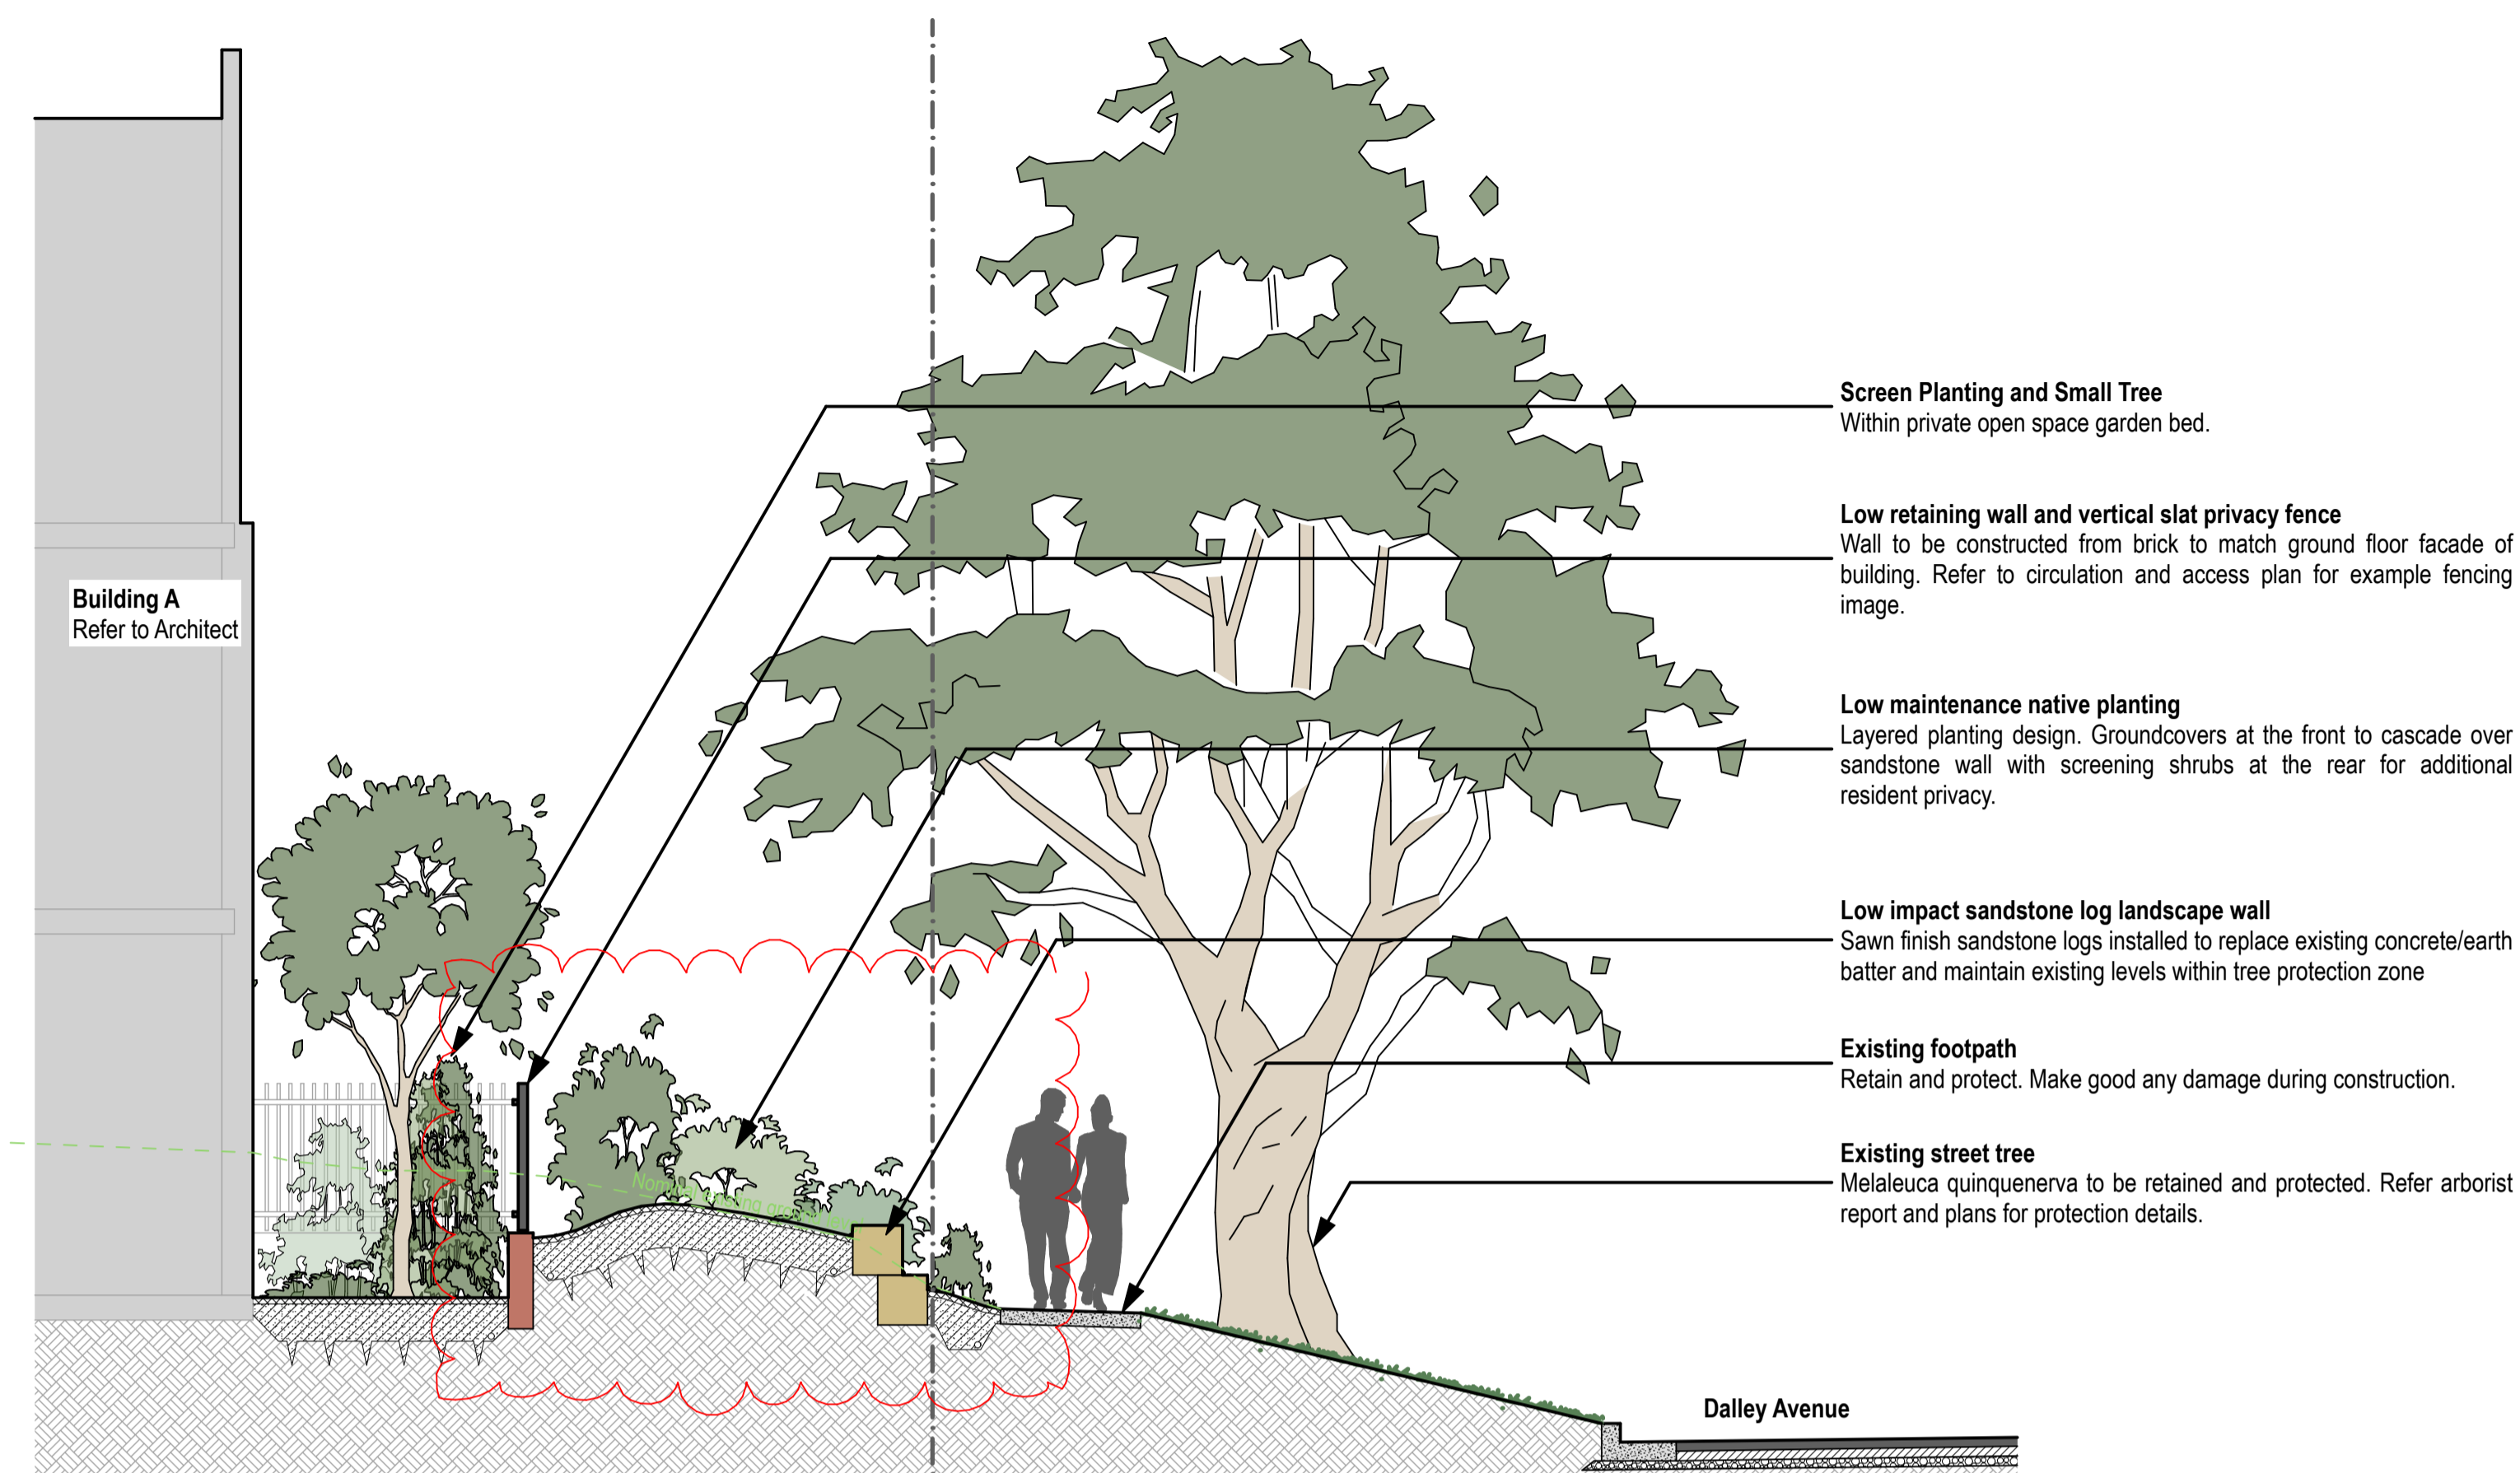 Screen Planting and Small Tree
Within private open space garden bed.
Low retaining wall and vertical slat privacy fence
Wall to be constructed from brick to match ground floor facade of
building. Refer to circulation and access plan for example fencing
image.
Building A
Refer to Architect
Low maintenance native planting
Layered planting design. Groundcovers at the front to cascade over
sandstone wall with screening shrubs at the rear for additional
resident privacy.
Low impact sandstone log landscape wall
Sawn finish sandstone logs installed to replace existing concrete/earth
batter and maintain existing levels within tree protection zone
Existing footpath
Retain and protect. Make good any damage during construction.
Existing street tree
Melaleuca quinquenerva to be retained and protected. Refer arborist
report and plans for protection details.
Nominal existing ground
Dalley Avenue